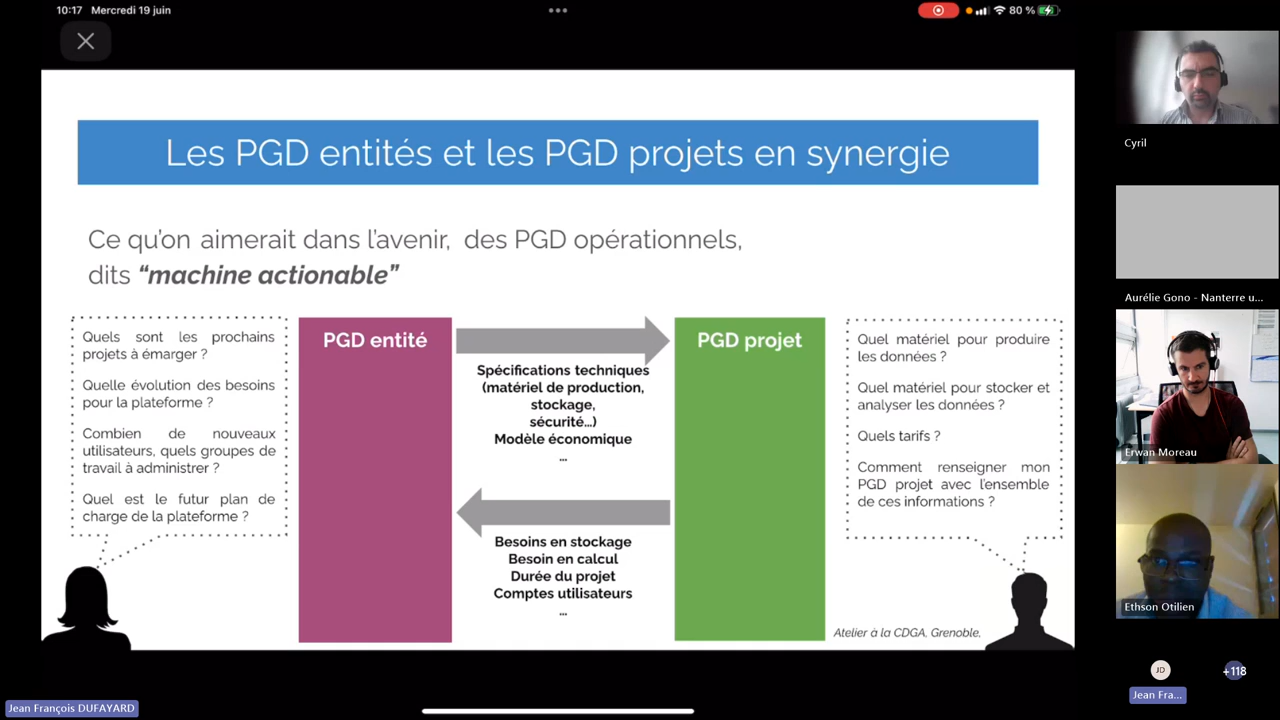 10:17 Mercredi 19 juin
80 %
Les PGD entités et les PGD projets en synergie
Ce qu'on aimerait dans l'avenir, des PGD opérationnels,
dits “machine actionable”
Quels sont les prochains
projets à émarger ?
Quelle évolution des besoins
pour la plateforme ?
Combien de nouveaux
utilisateurs, quels groupes de
travail à administrer ?
Quel est le futur plan de
charge de la plateforme ?
PGD entité
Spécifications techniques
(matériel de production,
stockage,
sécurité...)
Modèle économique
...
Besoins en stockage
Besoin en calcul
Durée du projet
Comptes utilisateurs
...
PGD projet
Quel matériel pour produire
les données ?
Quel matériel pour stocker et
analyser les données ?
Quels tarifs ?
Comment renseigner mon
PGD projet avec l'ensemble
de ces informations ?
Atelier à la CDGA, Grenoble,
Jean François DUFAYARD
Cyril
Aurélie Gono - Nanterre u...
Erwan Moreau
Ethson Otilien
JD
+118
Jean Fra...